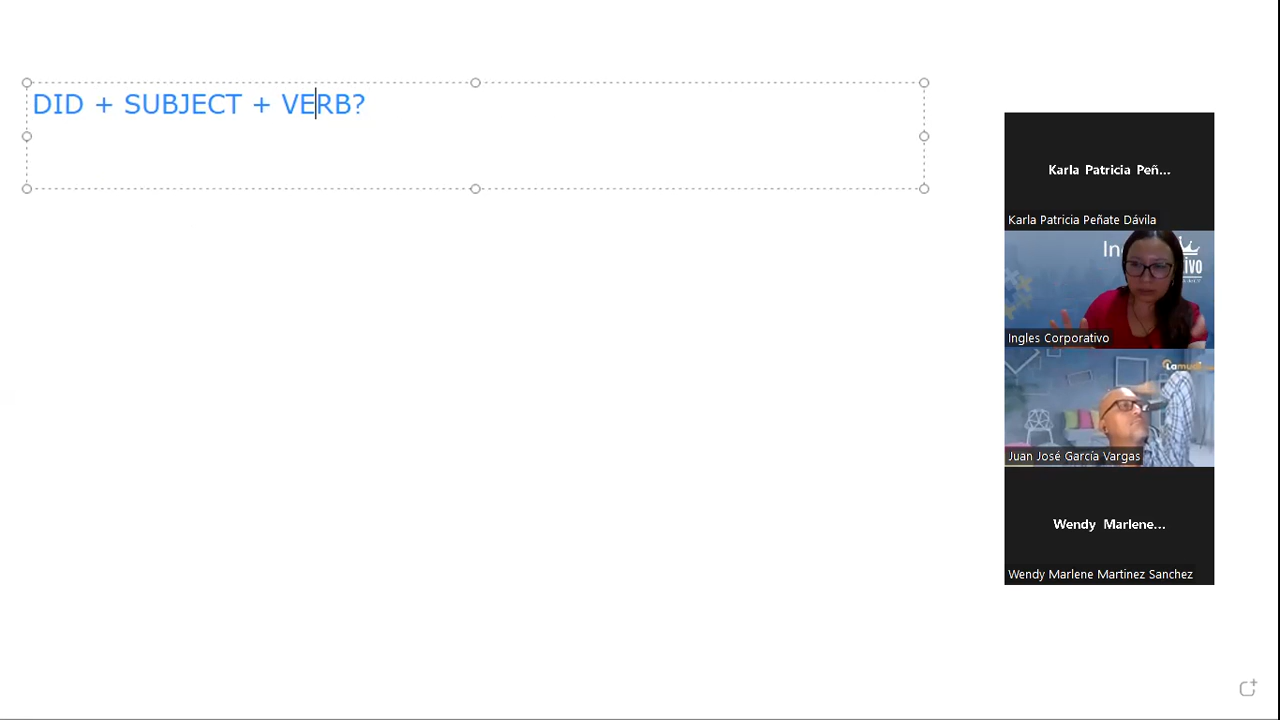 DID + SUBJECT + VERB?
Karla Patricia Peñ...
Karla Patricia Peñate Dávila
Ingles Corporativo
Lamudi
Juan José García Vargas
Wendy Marlene...
Wendy Marlene Martinez Sanchez